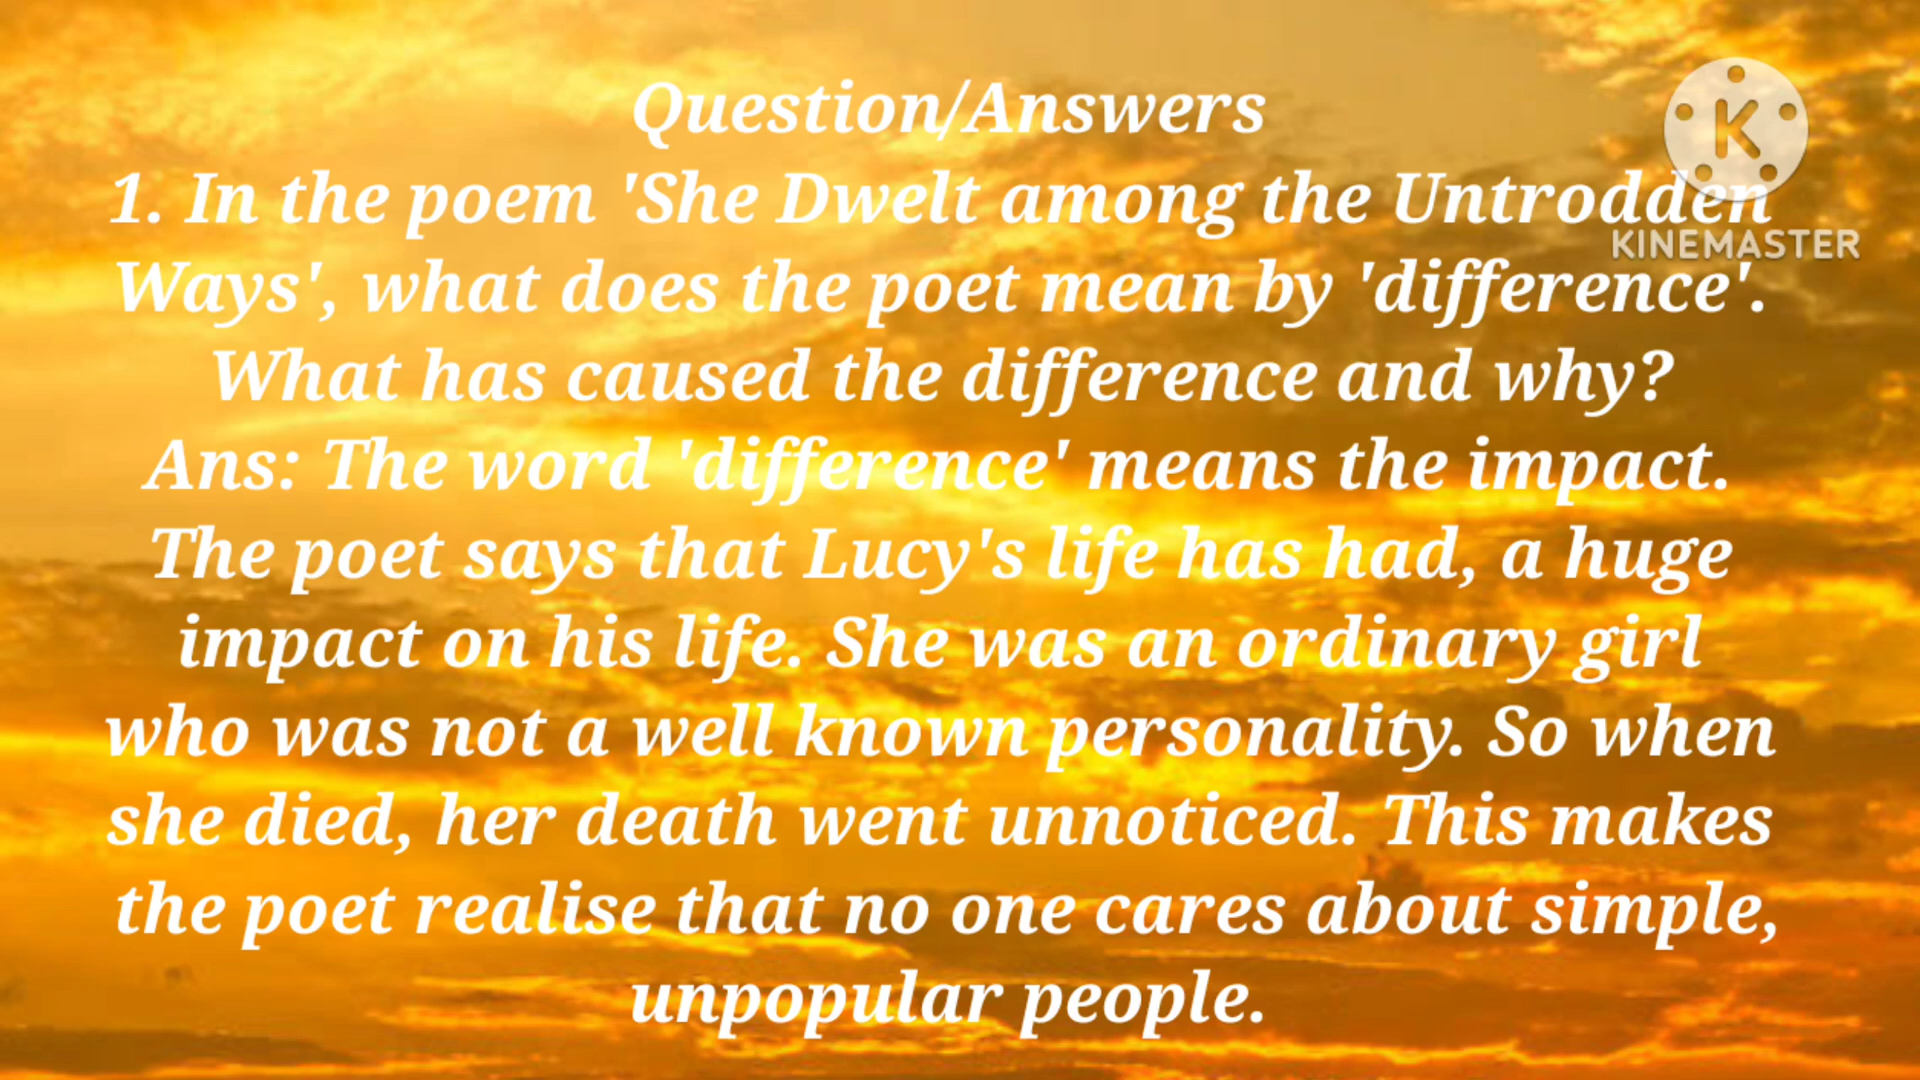 Question/Answers
1. In the poem 'She Dwelt among the Untrodden
Ways', what does the poet mean by 'difference'.
What has caused the difference and why?
Ans: The word 'difference' means the impact.
The poet says that Lucy's life has had, a huge
impact on his life. She was an ordinary girl
who was not a well known personality. So when
she died, her death went unnoticed. This makes
the poet realise that no one cares about simple,
unpopular people.
K
KINEMASTER